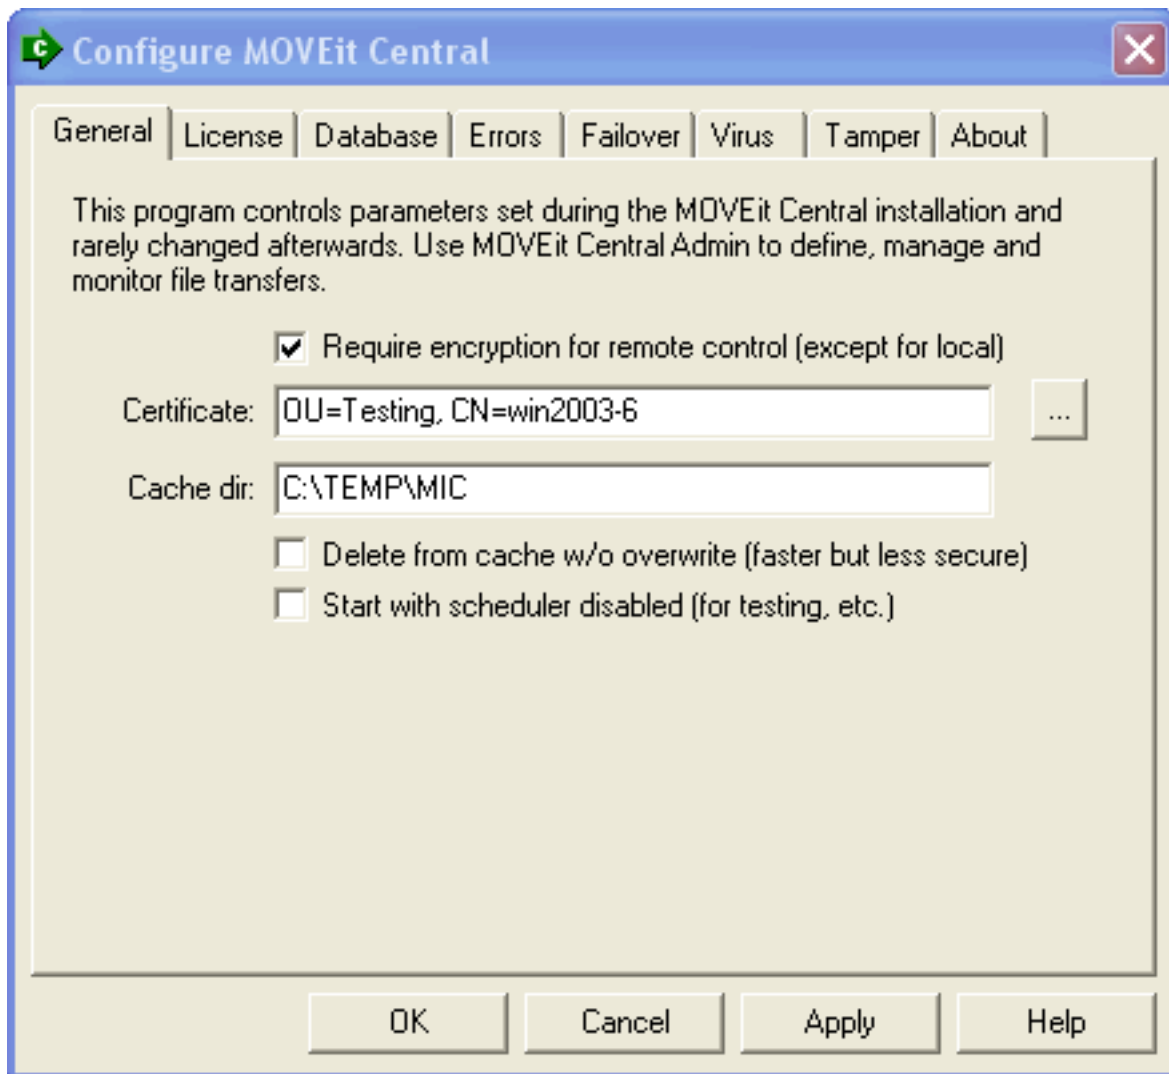 C Configure MOVEit Central
General License Database Errors Failover Virus Tamper About
This program controls parameters set during the MOVEit Central installation and
rarely changed afterwards. Use MOVEit Central Admin to define, manage and
monitor file transfers.
Require encryption for remote control (except for local)
Certificate: OU=Testing, CN=win2003-6 ...
Cache dir: C:\TEMP\MIC
Delete from cache w/o overwrite (faster but less secure)
Start with scheduler disabled (for testing, etc.)
OK Cancel Apply Help